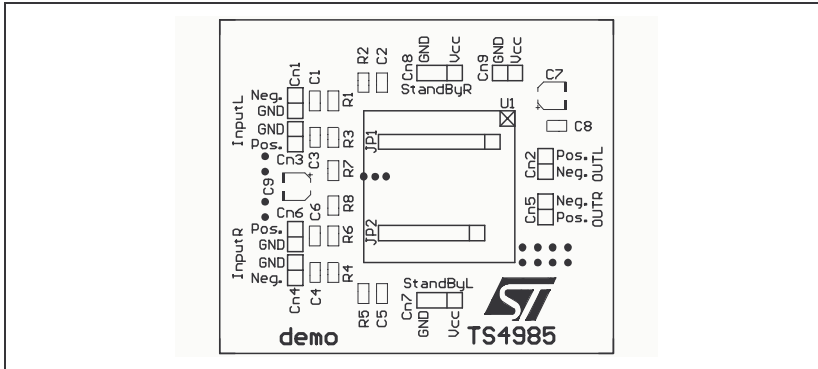 R2
C2
Cn8
GND
Vcc
Cn9
GND
Vcc
C7
StandByR
InputL
Cn1
Neg.
GND
C1
R1
U1
C8
GND
Pos.
Cn3
C3
R3
JP1
Cn2
Pos.
Neg.
OUTL
R7
C9
R8
Cn5
Neg.
Pos.
OUTR
Cn6
C6
R6
JP2
InputR
Pos.
GND
GND
Neg.
Cn4
C4
R4
StandByL
R5
C5
Cn7
GND
Vcc
ST
demo
TS4985